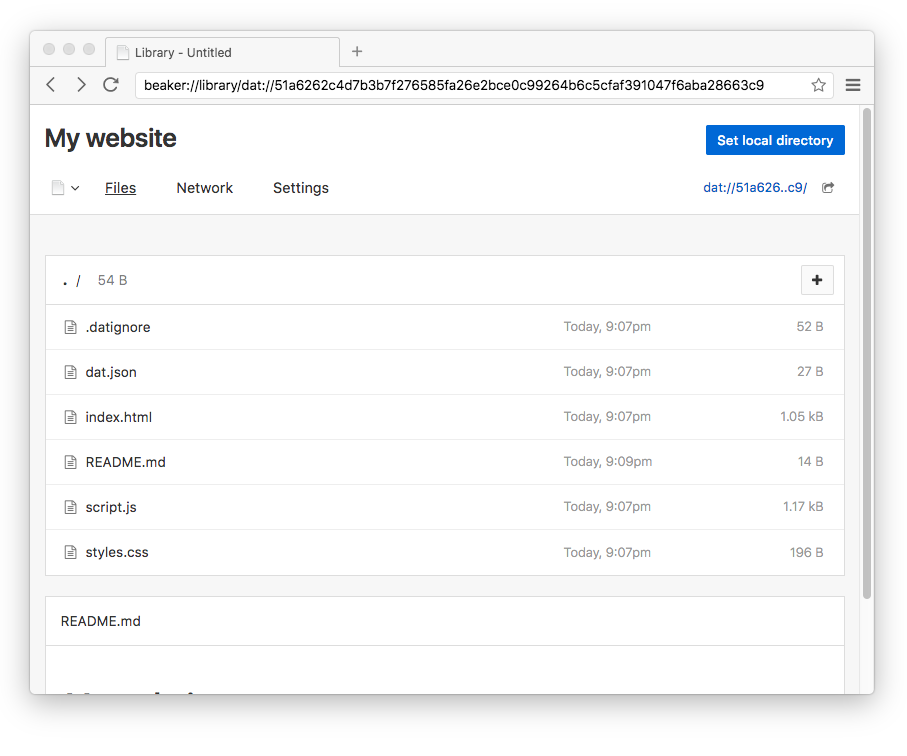 Library - Untitled
beaker://library/dat://51a6262c4d7b3b7f276585fa26e2bce0c99264b6c5cfaf391047f6aba28663c9
My website
Set local directory
Files Network Settings dat://51a626..c9/
. / 54 B
.datignore Today, 9:07pm 52 B
dat.json Today, 9:07pm 27 B
index.html Today, 9:07pm 1.05 kB
README.md Today, 9:09pm 14 B
script.js Today, 9:07pm 1.17 kB
styles.css Today, 9:07pm 196 B
README.md